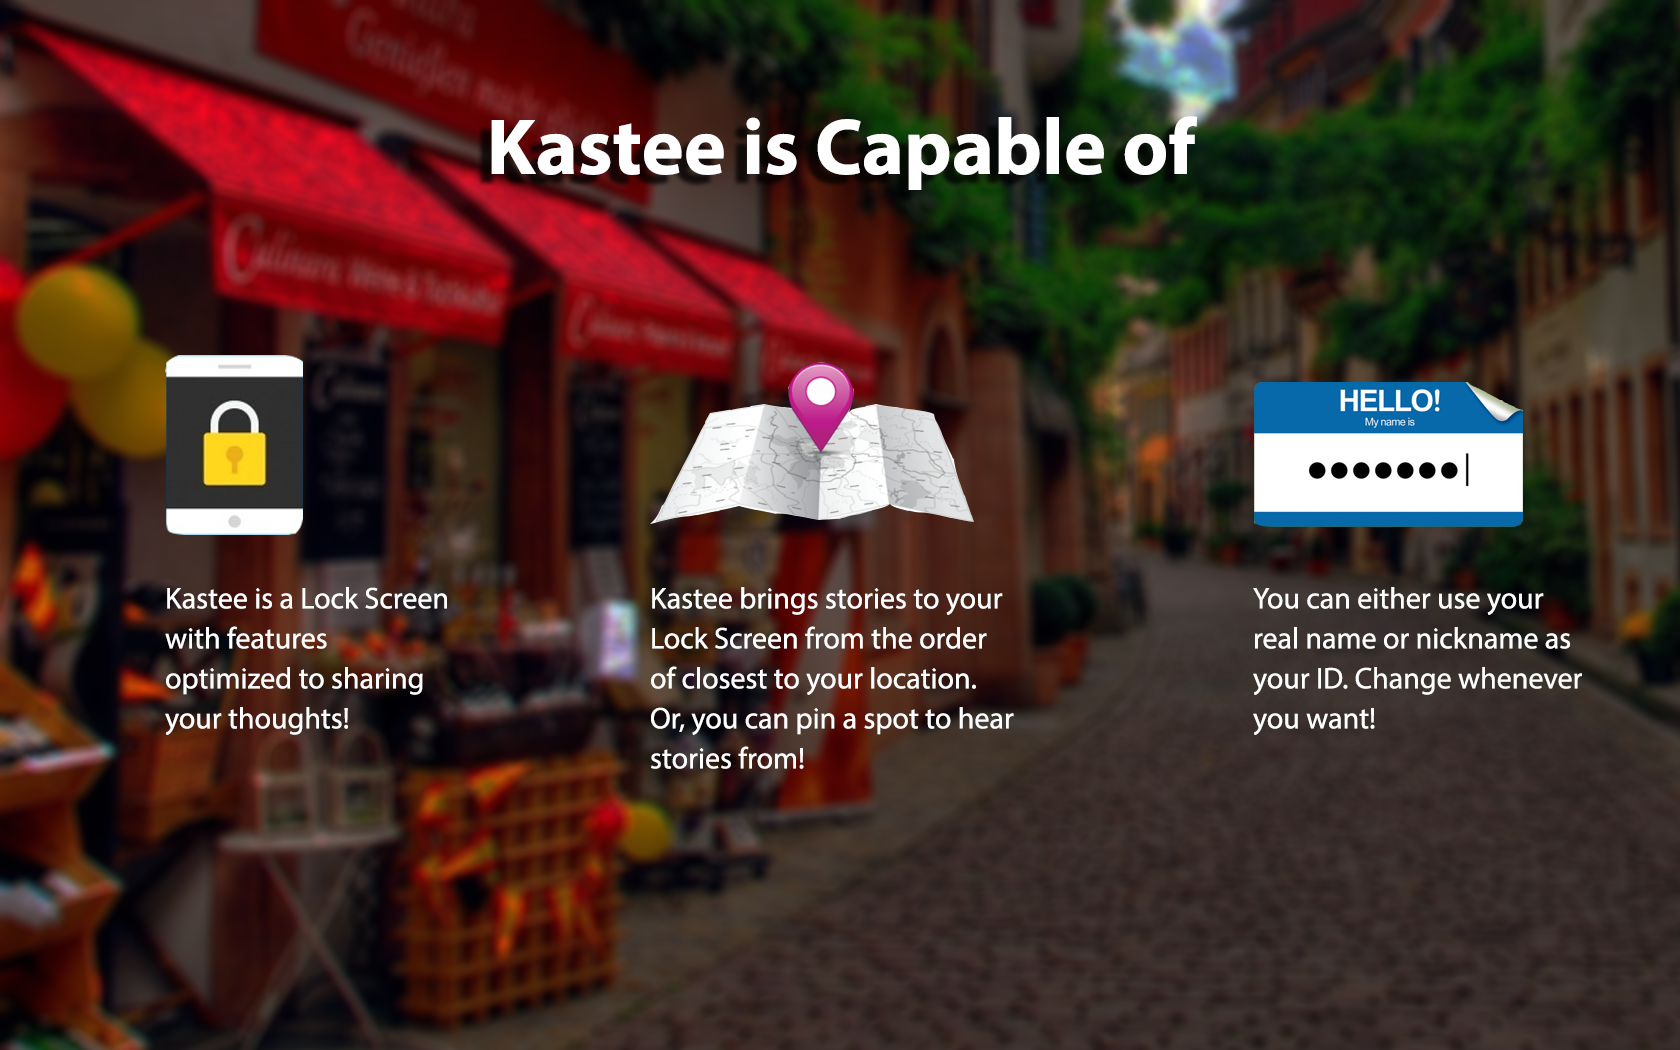 Genießen
Kastee is Capable of
Culinara
HELLO!
My name is
Kastee is a Lock Screen
with features
optimized to sharing
your thoughts!
Kastee brings stories to your
Lock Screen from the order
of closest to your location.
Or, you can pin a spot to hear
stories from!
You can either use your
real name or nickname as
your ID. Change whenever
you want!